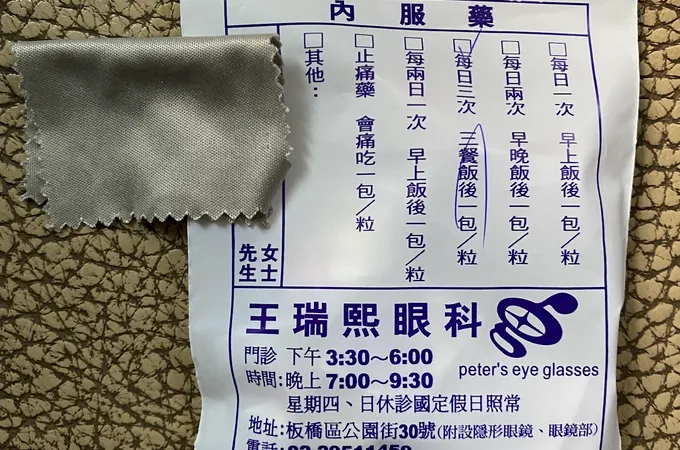 內服藥
□每日一次 早上飯後一包/粒
□每日兩次 早晚飯後一包/粒
□每日三次 三餐飯後一包/粒
□每兩日一次 早上飯後一包/粒
□止痛藥 會痛吃一包/粒
□其他：
女士
先生
王瑞熙眼科
peter's eye glasses
門診 下午 3:30～6:00
時間：晚上 7:00～9:30
星期四、日休診國定假日照常
地址：板橋區公園街30號(附設隱形眼鏡、眼鏡部)
電話：